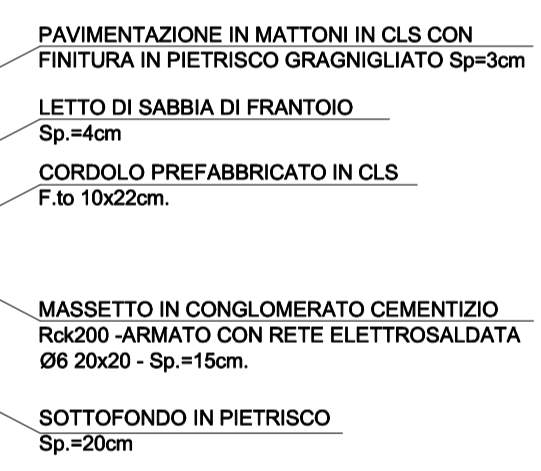 PAVIMENTAZIONE IN MATTONI IN CLS CON
FINITURA IN PIETRISCO GRAGNIGLIATO Sp=3cm
LETTO DI SABBIA DI FRANTOIO
Sp.=4cm
CORDOLO PREFABBRICATO IN CLS
F.to 10x22cm.
MASSETTO IN CONGLOMERATO CEMENTIZIO
Rck200 -ARMATO CON RETE ELETTROSALDATA
Ø6 20x20 - Sp.=15cm.
SOTTOFONDO IN PIETRISCO
Sp.=20cm